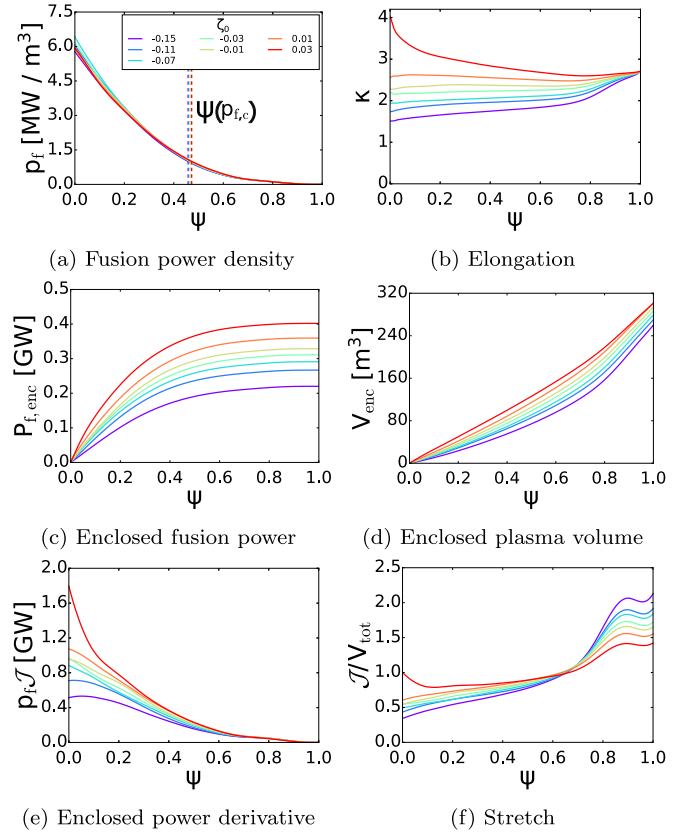 7.5
6.0
4.5
3.0
1.5
0.0
p_f [MW / m³]
ζ₀
-0.15 -0.03 0.01
-0.11 -0.01 0.03
-0.07
Ψ(p_f,c)
0.0 0.2 0.4 0.6 0.8 1.0
Ψ
(a) Fusion power density
4
3
2
1
0
κ
0.0 0.2 0.4 0.6 0.8 1.0
Ψ
(b) Elongation
0.5
0.4
0.3
0.2
0.1
0.0
P_f, enc [GW]
0.0 0.2 0.4 0.6 0.8 1.0
Ψ
(c) Enclosed fusion power
320
240
160
80
0
V_enc [m³]
0.0 0.2 0.4 0.6 0.8 1.0
Ψ
(d) Enclosed plasma volume
2.0
1.6
1.2
0.8
0.4
0.0
p_f 𝒥 [GW]
0.0 0.2 0.4 0.6 0.8 1.0
Ψ
(e) Enclosed power derivative
2.5
2.0
1.5
1.0
0.5
0.0
𝒥/V_tot
0.0 0.2 0.4 0.6 0.8 1.0
Ψ
(f) Stretch